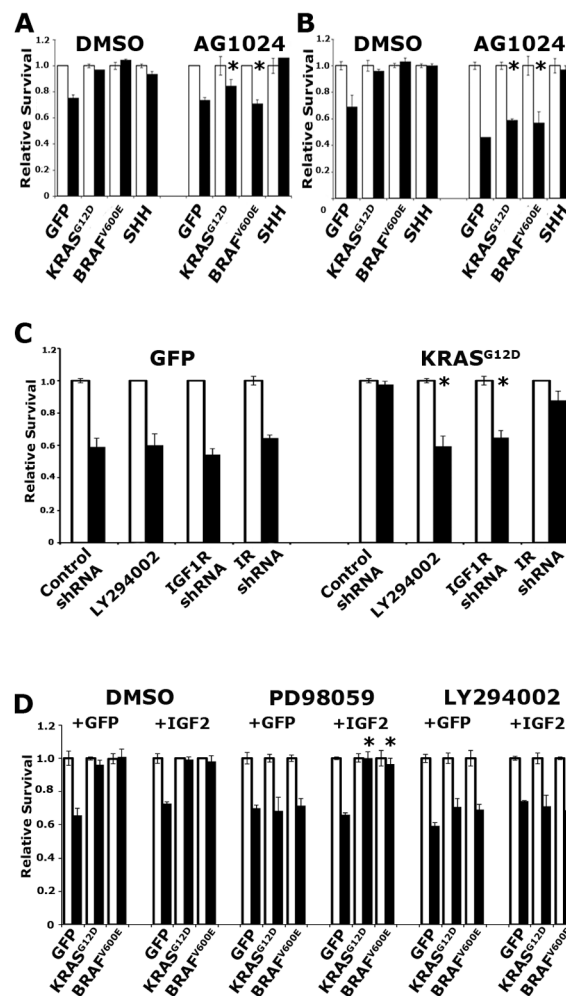 A
DMSO AG1024
Relative Survival
1.2
1.0
0.8
0.6
0.4
0.2
0
GFP
KRASG12D
BRAFV600E
SHH
GFP
KRASG12D
BRAFV600E
SHH
* *
B
DMSO AG1024
Relative Survival
1.2
1.0
0.8
0.6
0.4
0.2
0
GFP
KRASG12D
BRAFV600E
SHH
GFP
KRASG12D
BRAFV600E
SHH
* *
C
GFP KRASG12D
Relative Survival
1.2
1.0
0.8
0.6
0.4
0.2
0
* *
Control
shRNA
LY294002
IGF1R
shRNA
IR
shRNA
Control
shRNA
LY294002
IGF1R
shRNA
IR
shRNA
D
DMSO PD98059 LY294002
+GFP +IGF2 +GFP +IGF2 +GFP +IGF2
Relative Survival
1.2
1.0
0.8
0.6
0.4
0.2
0
* *
GFP
KRASG12D
BRAFV600E
GFP
KRASG12D
BRAFV600E
GFP
KRASG12D
BRAFV600E
GFP
KRASG12D
BRAFV600E
GFP
KRASG12D
BRAFV600E
GFP
KRASG12D
BRAFV600E